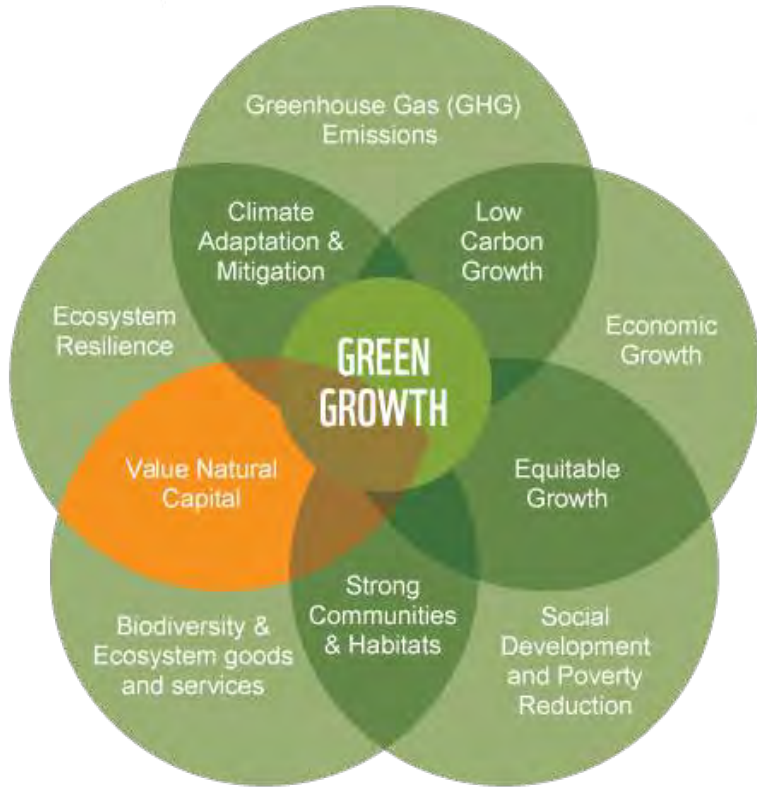 Greenhouse Gas (GHG)
Emissions
Climate
Adaptation &
Mitigation
Low
Carbon
Growth
Ecosystem
Resilience
Economic
Growth
GREEN
GROWTH
Value Natural
Capital
Equitable
Growth
Strong
Communities
& Habitats
Biodiversity &
Ecosystem goods
and services
Social
Development
and Poverty
Reduction